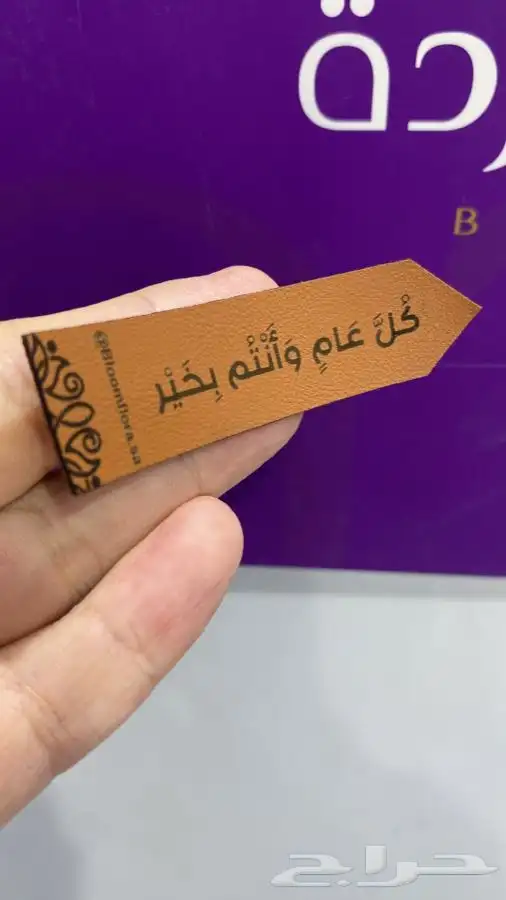 B
كُلَّ عَامٍ وَأَنْتُم بِخَيْر
@Bloomflora.sa
حراج